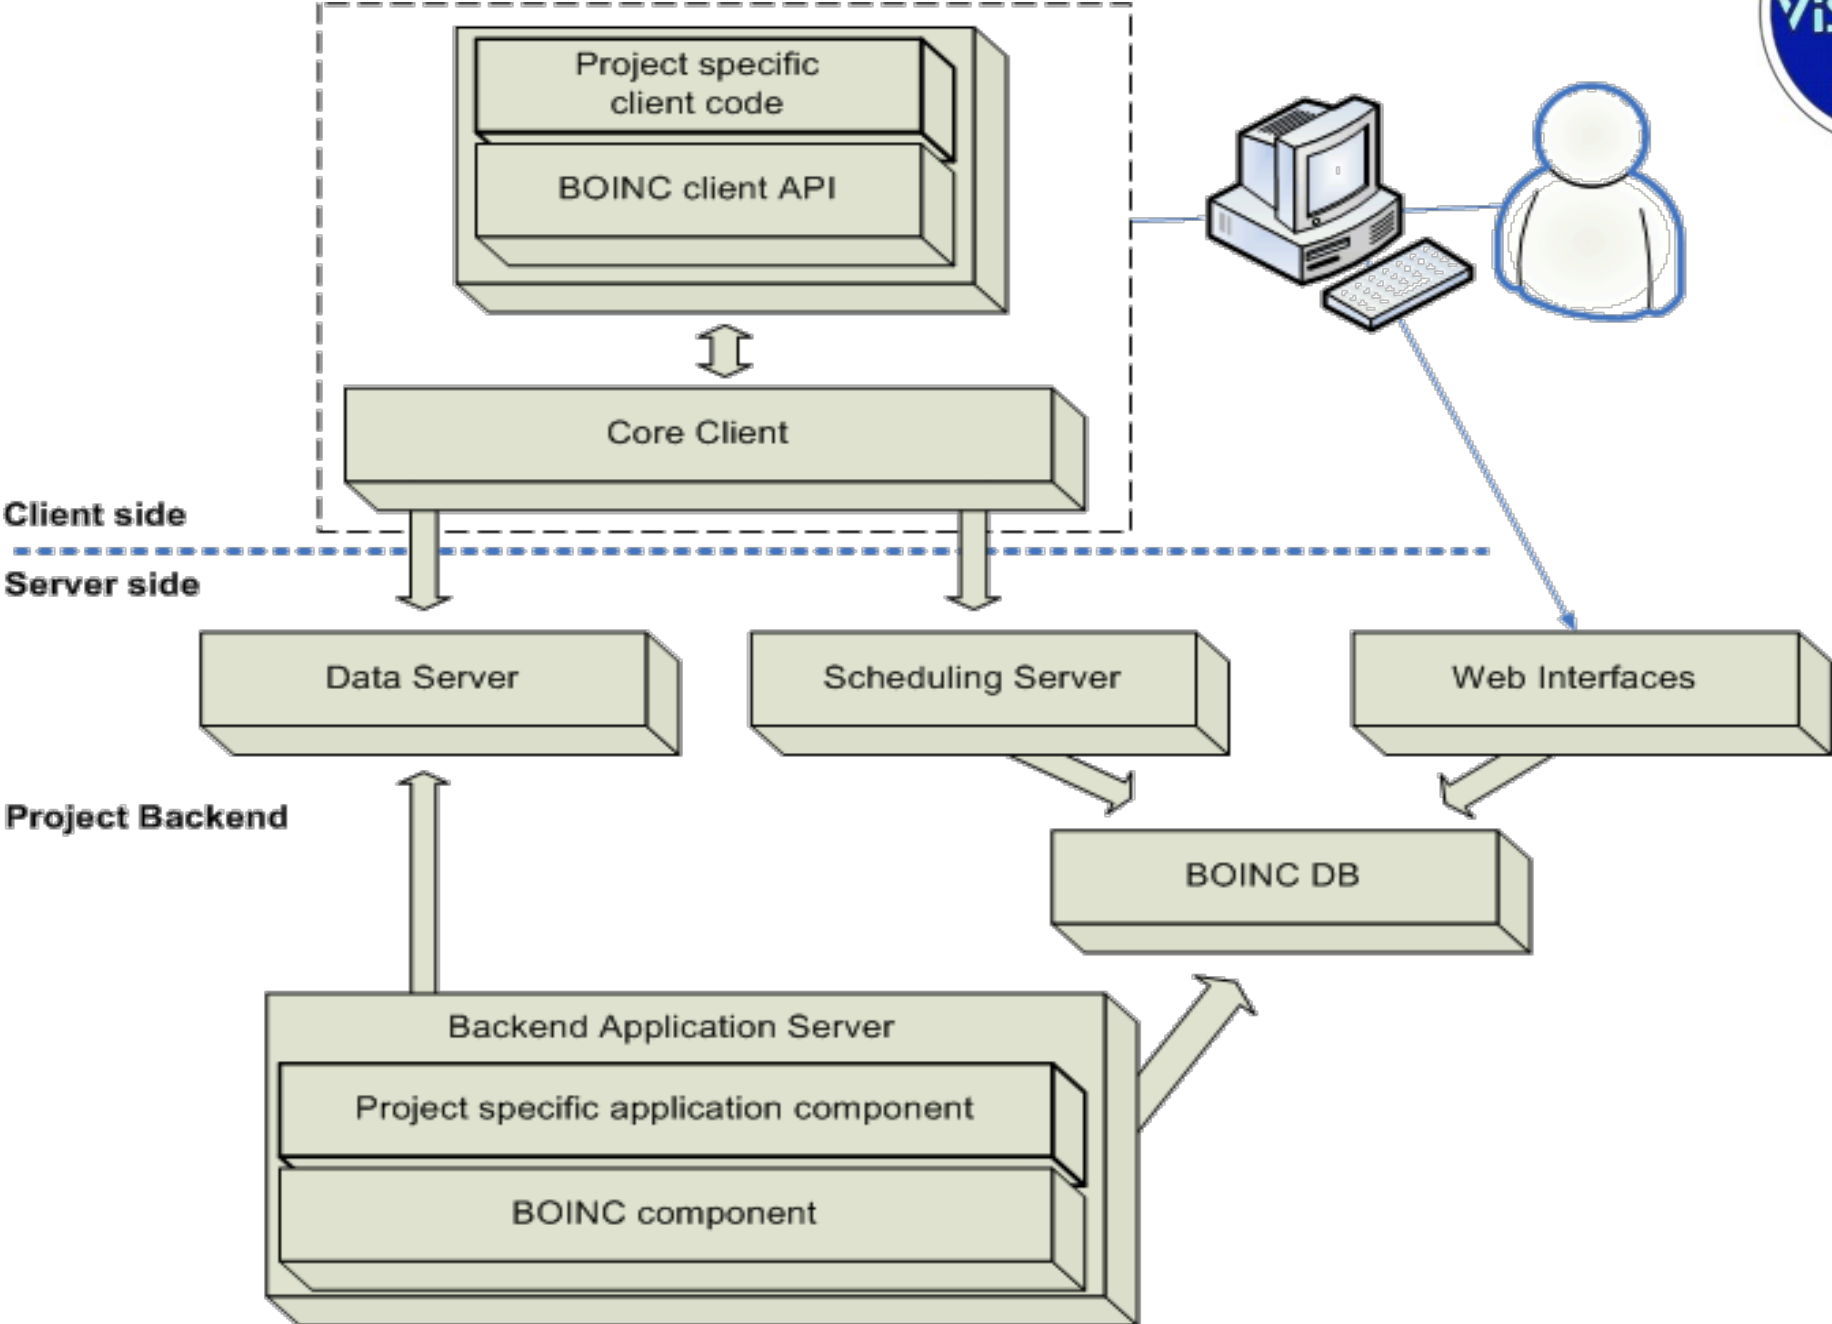 Project specific
client code
BOINC client API
Core Client
Client side
Server side
Data Server
Scheduling Server
Web Interfaces
Project Backend
BOINC DB
Backend Application Server
Project specific application component
BOINC component